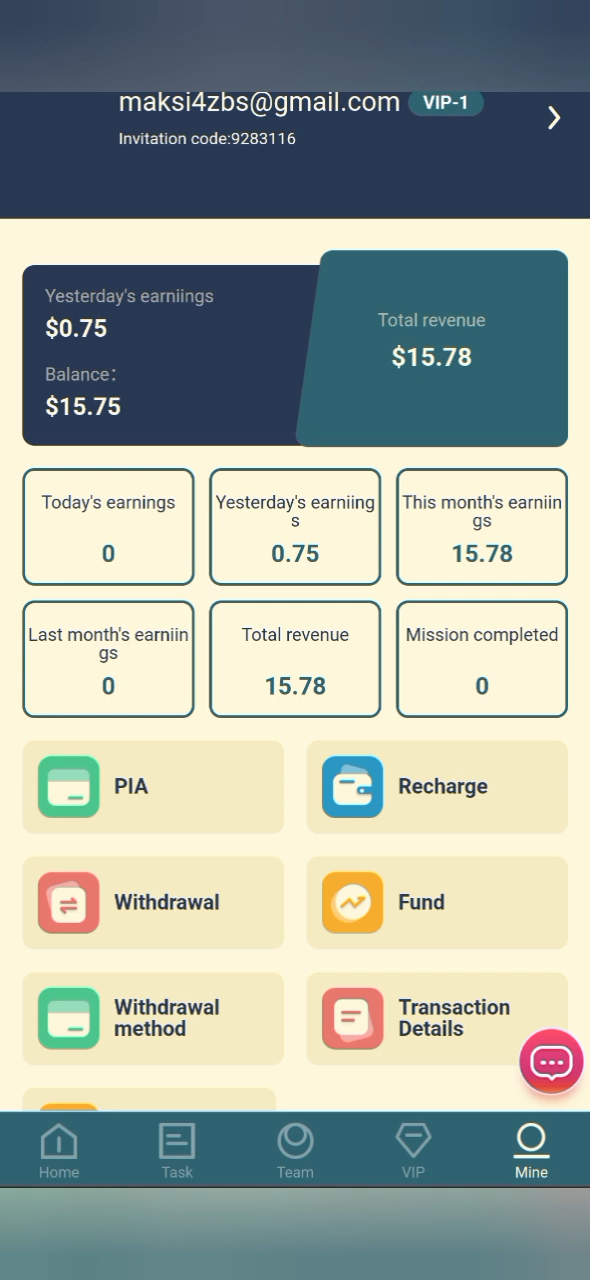 maksi4zbs@gmail.com VIP-1
Invitation code:9283116
Yesterday's earniings
$0.75
Balance：
$15.75
Total revenue
$15.78
Today's earnings
0
Yesterday's earniing
s
0.75
This month's earniin
gs
15.78
Last month's earniin
gs
0
Total revenue
15.78
Mission completed
0
PIA
Recharge
Withdrawal
Fund
Withdrawal
method
Transaction
Details
Home
Task
Team
VIP
Mine